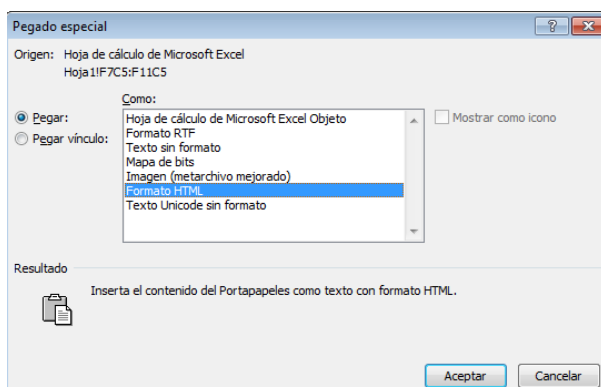 Pegado especial
Origen: Hoja de cálculo de Microsoft Excel
Hoja1!F7C5:F11C5
Como:
Pegar:
Pegar vínculo:
Hoja de cálculo de Microsoft Excel Objeto
Formato RTF
Texto sin formato
Mapa de bits
Imagen (metarchivo mejorado)
Formato HTML
Texto Unicode sin formato
Mostrar como icono
Resultado
Inserta el contenido del Portapapeles como texto con formato HTML.
Aceptar Cancelar